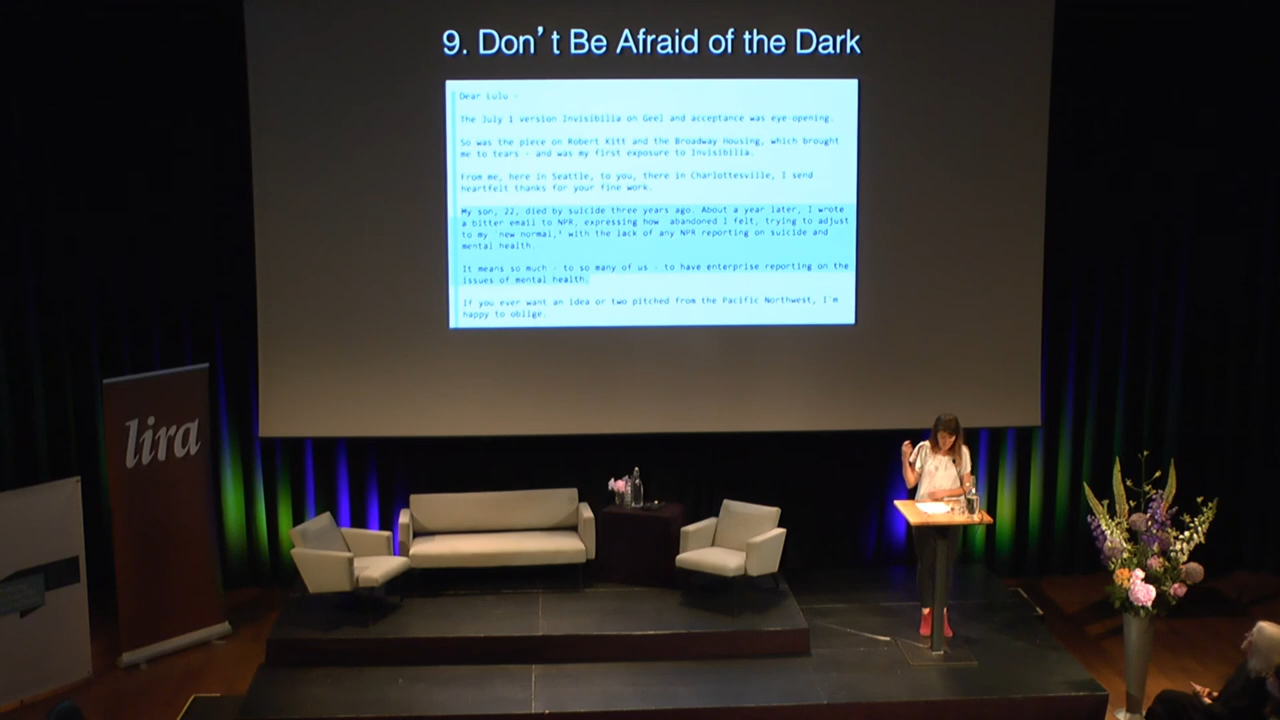 9. Don't Be Afraid of the Dark
Dear Lulu -
The July 1 version Invisibilia on Geel and acceptance was eye-opening.
So was the piece on Robert Kitt and the Broadway Housing, which brought
me to tears - and was my first exposure to Invisibilia.
From me, here in Seattle, to you, there in Charlottesville, I send
heartfelt thanks for your fine work.
My son, 22, died by suicide three years ago. About a year later, I wrote
a bitter email to NPR, expressing how abandoned I felt, trying to adjust
to my "new normal," with the lack of any NPR reporting on suicide and
mental health.
It means so much - to so many of us - to have enterprise reporting on the
issues of mental health.
If you ever want an idea or two pitched from the Pacific Northwest, I'm
happy to oblige.
lira